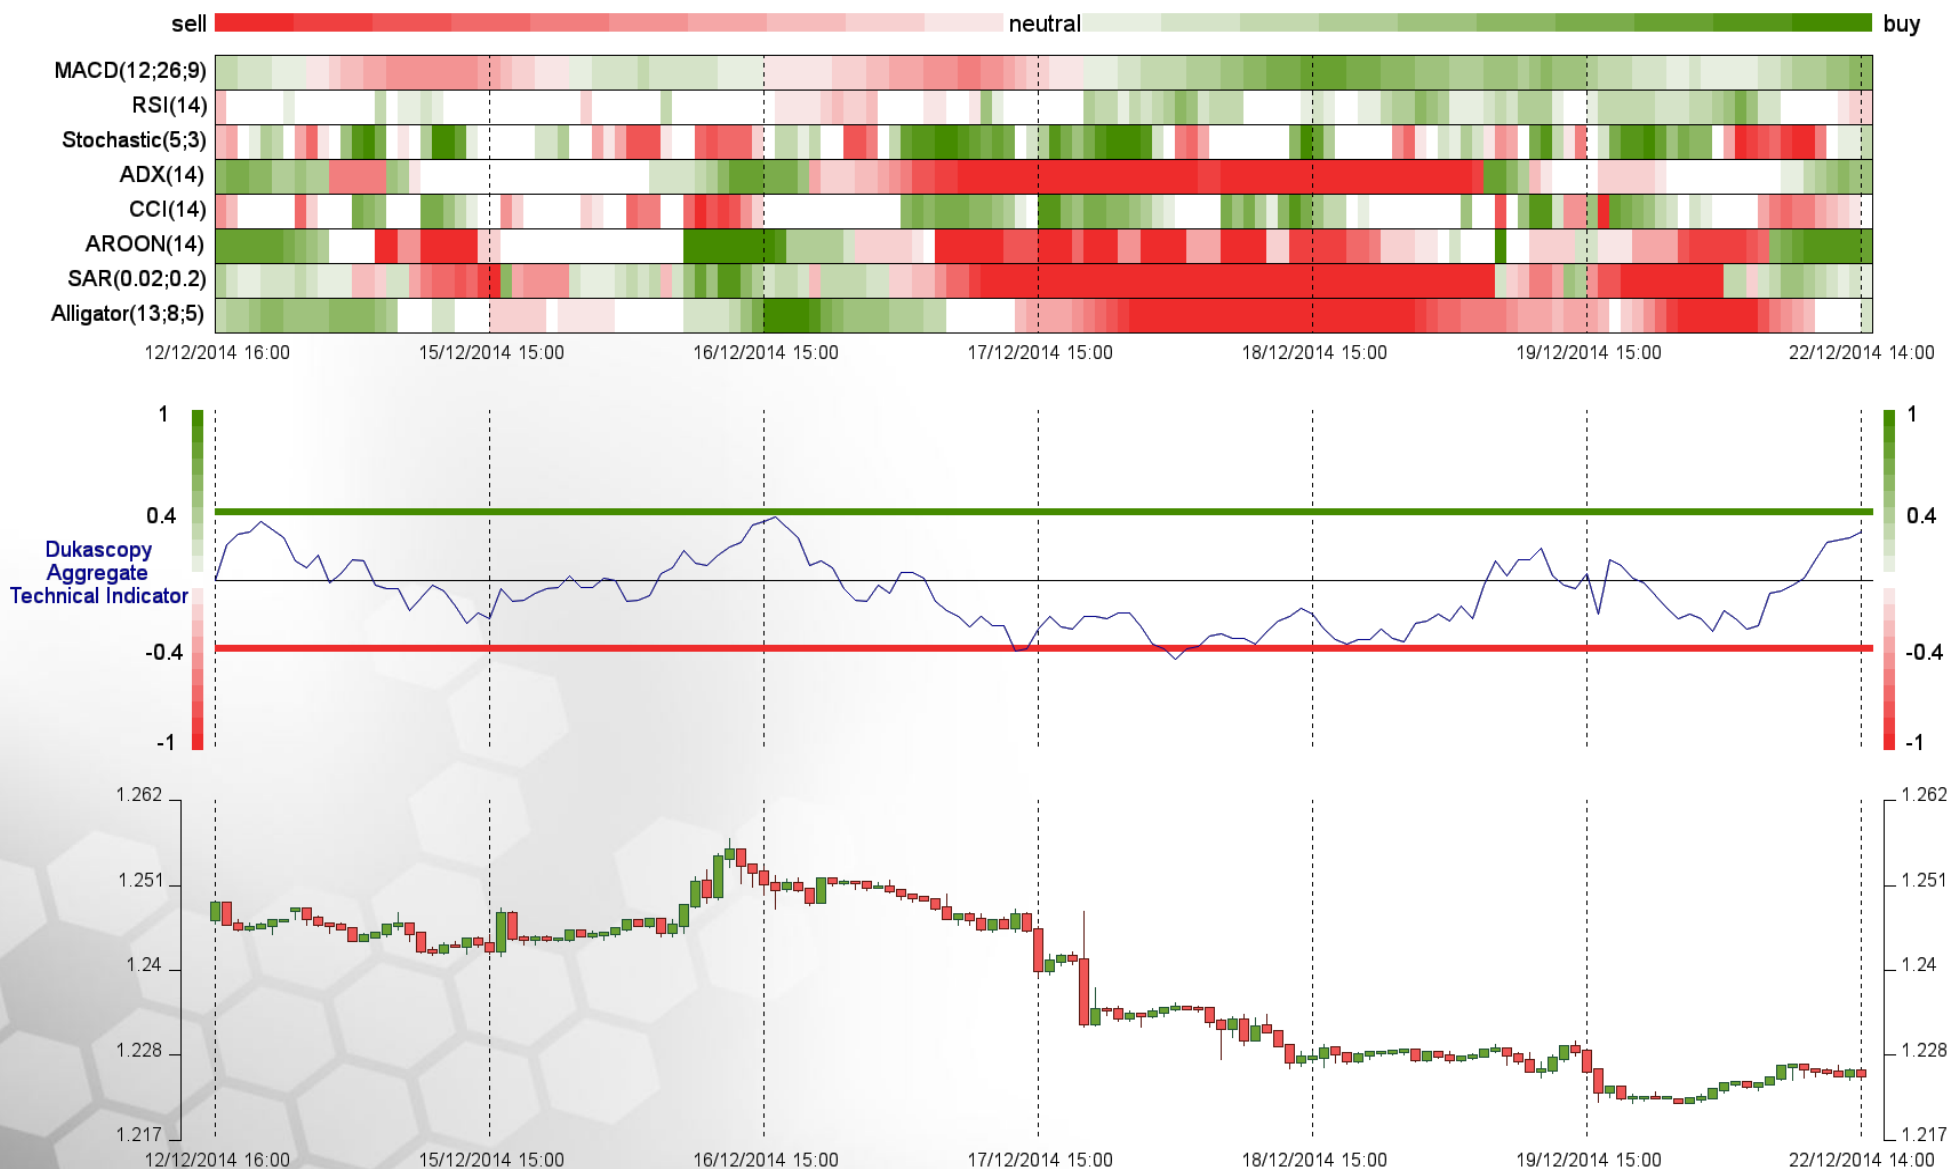 sell neutral buy
MACD(12;26;9)
RSI(14)
Stochastic(5;3)
ADX(14)
CCI(14)
AROON(14)
SAR(0.02;0.2)
Alligator(13;8;5)
12/12/2014 16:00 15/12/2014 15:00 16/12/2014 15:00 17/12/2014 15:00 18/12/2014 15:00 19/12/2014 15:00 22/12/2014 14:00
1 1
0.4 0.4
Dukascopy
Aggregate
Technical Indicator
-0.4 -0.4
-1 -1
1.262 1.262
1.251 1.251
1.24 1.24
1.228 1.228
1.217 1.217
12/12/2014 16:00 15/12/2014 15:00 16/12/2014 15:00 17/12/2014 15:00 18/12/2014 15:00 19/12/2014 15:00 22/12/2014 14:00